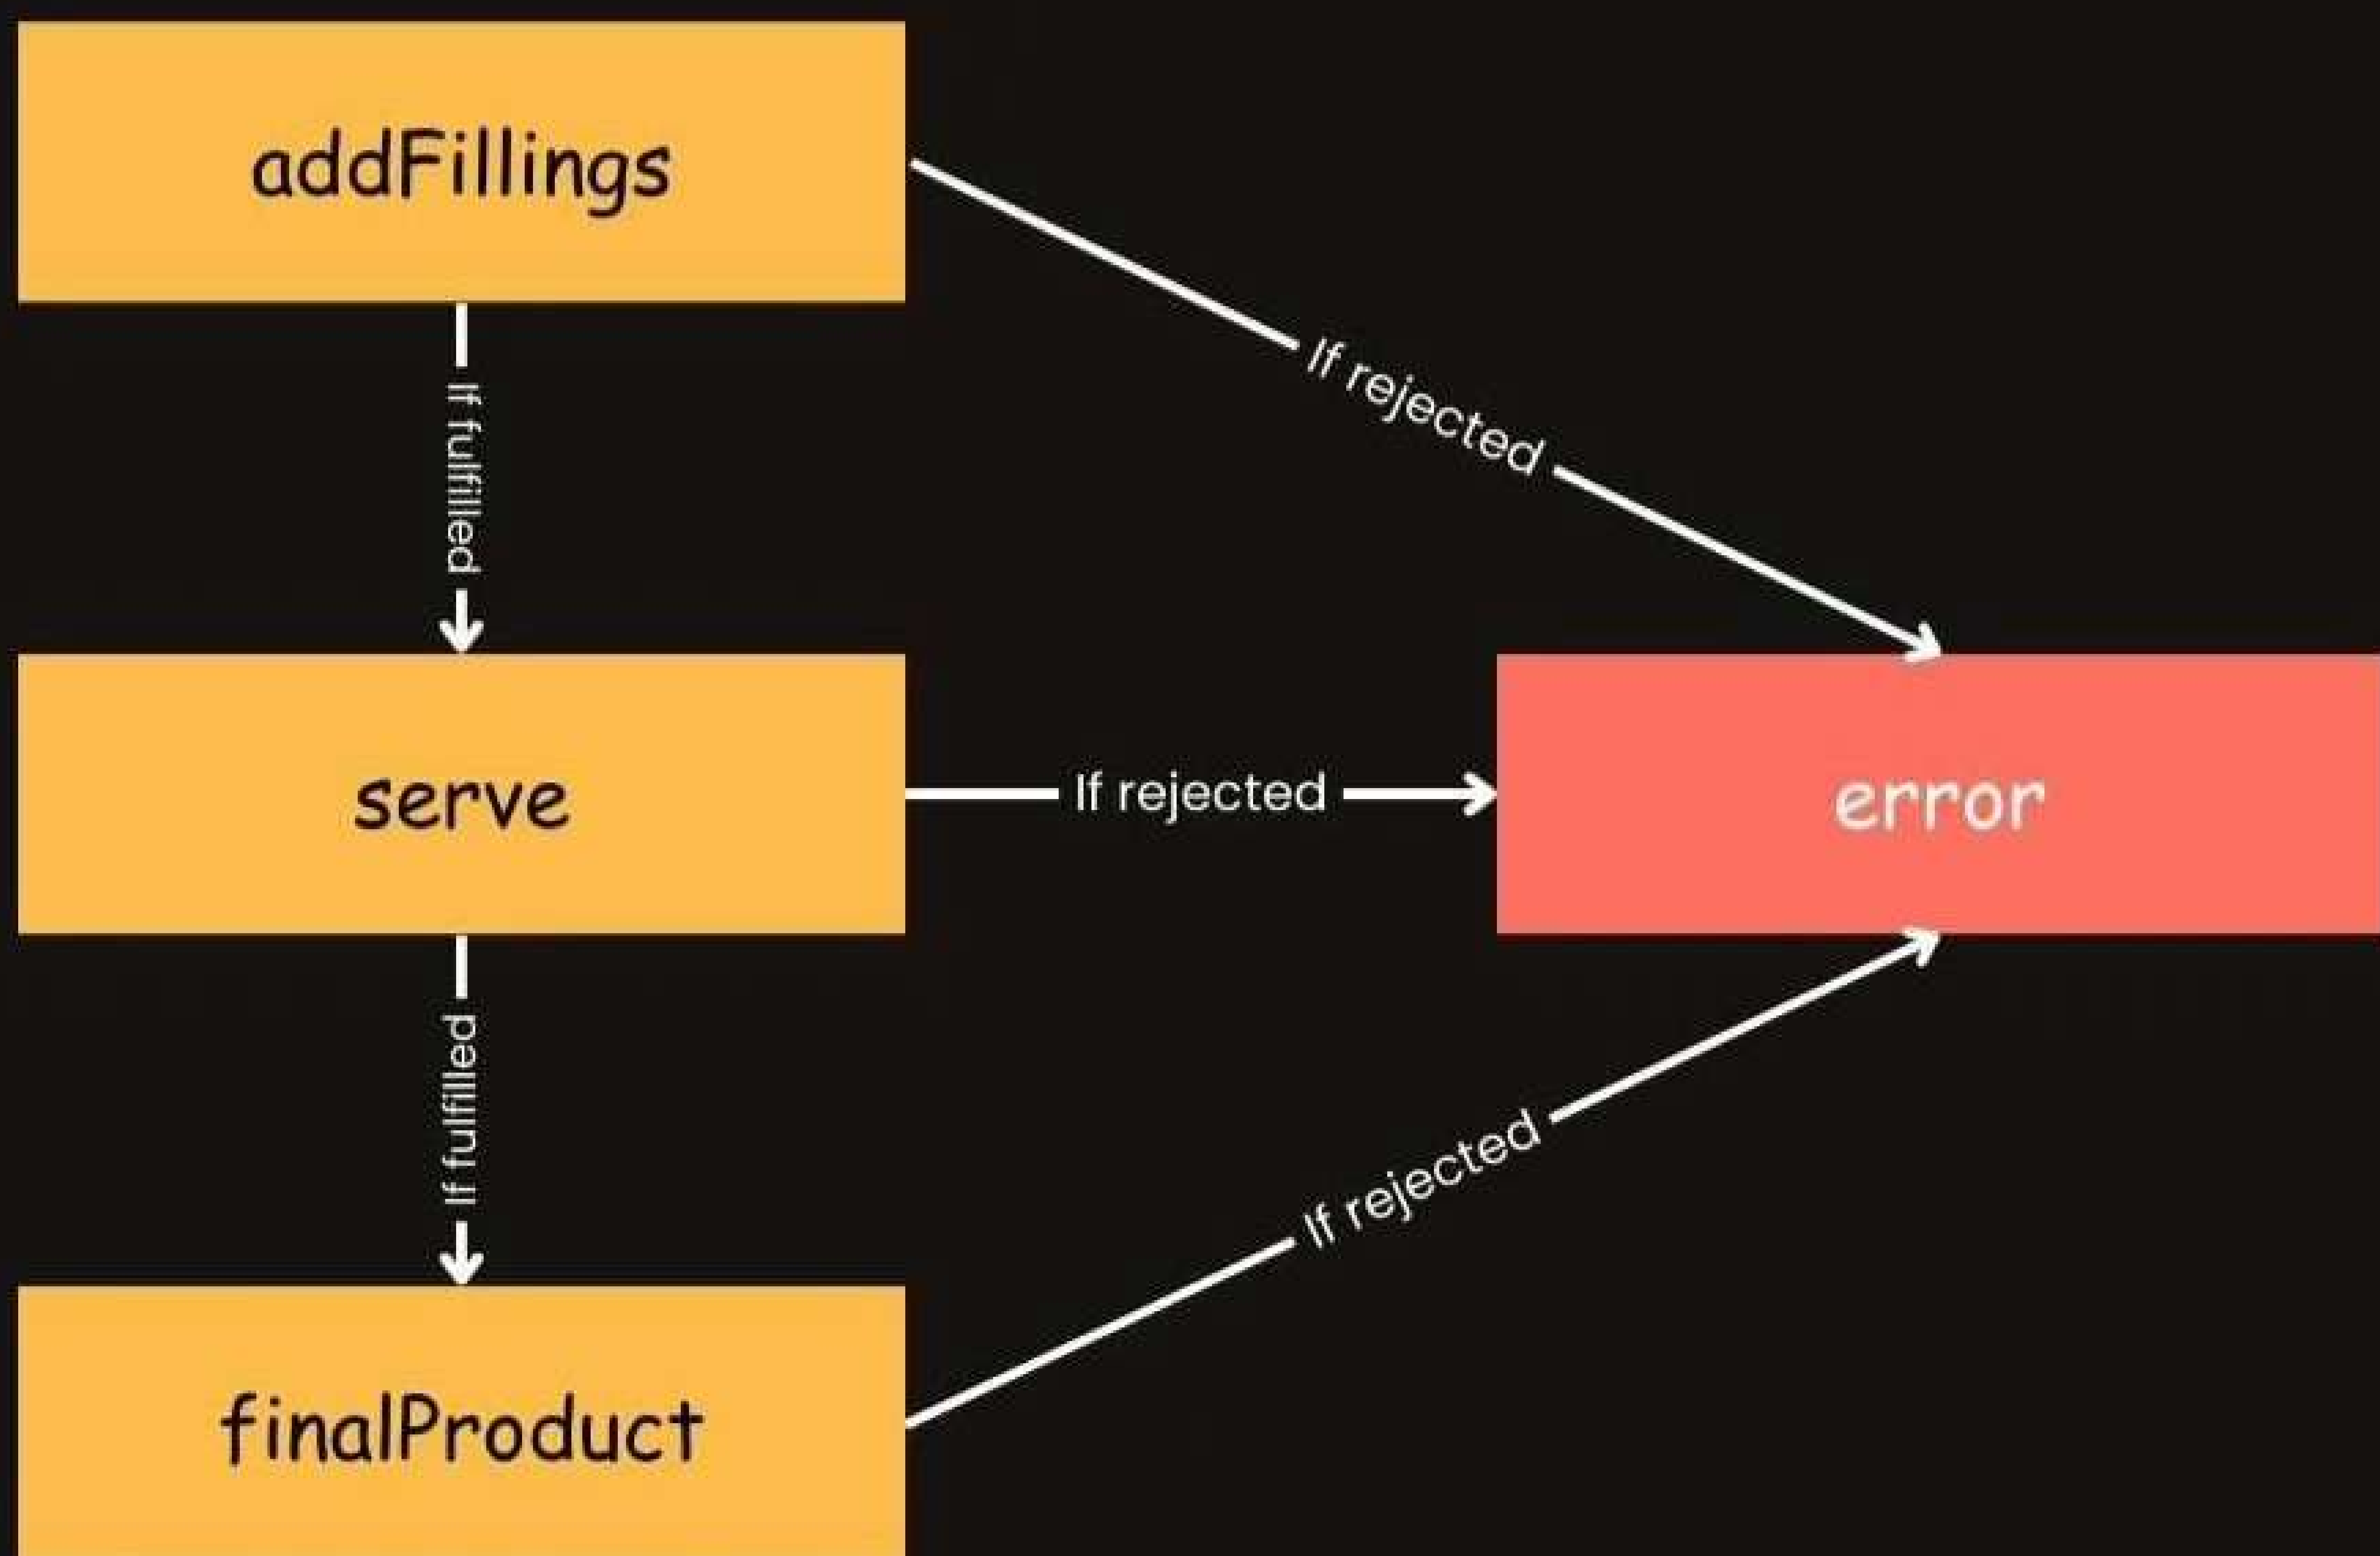 addFillings
If rejected
If fulfilled
serve
If rejected
error
If fulfilled
If rejected
finalProduct